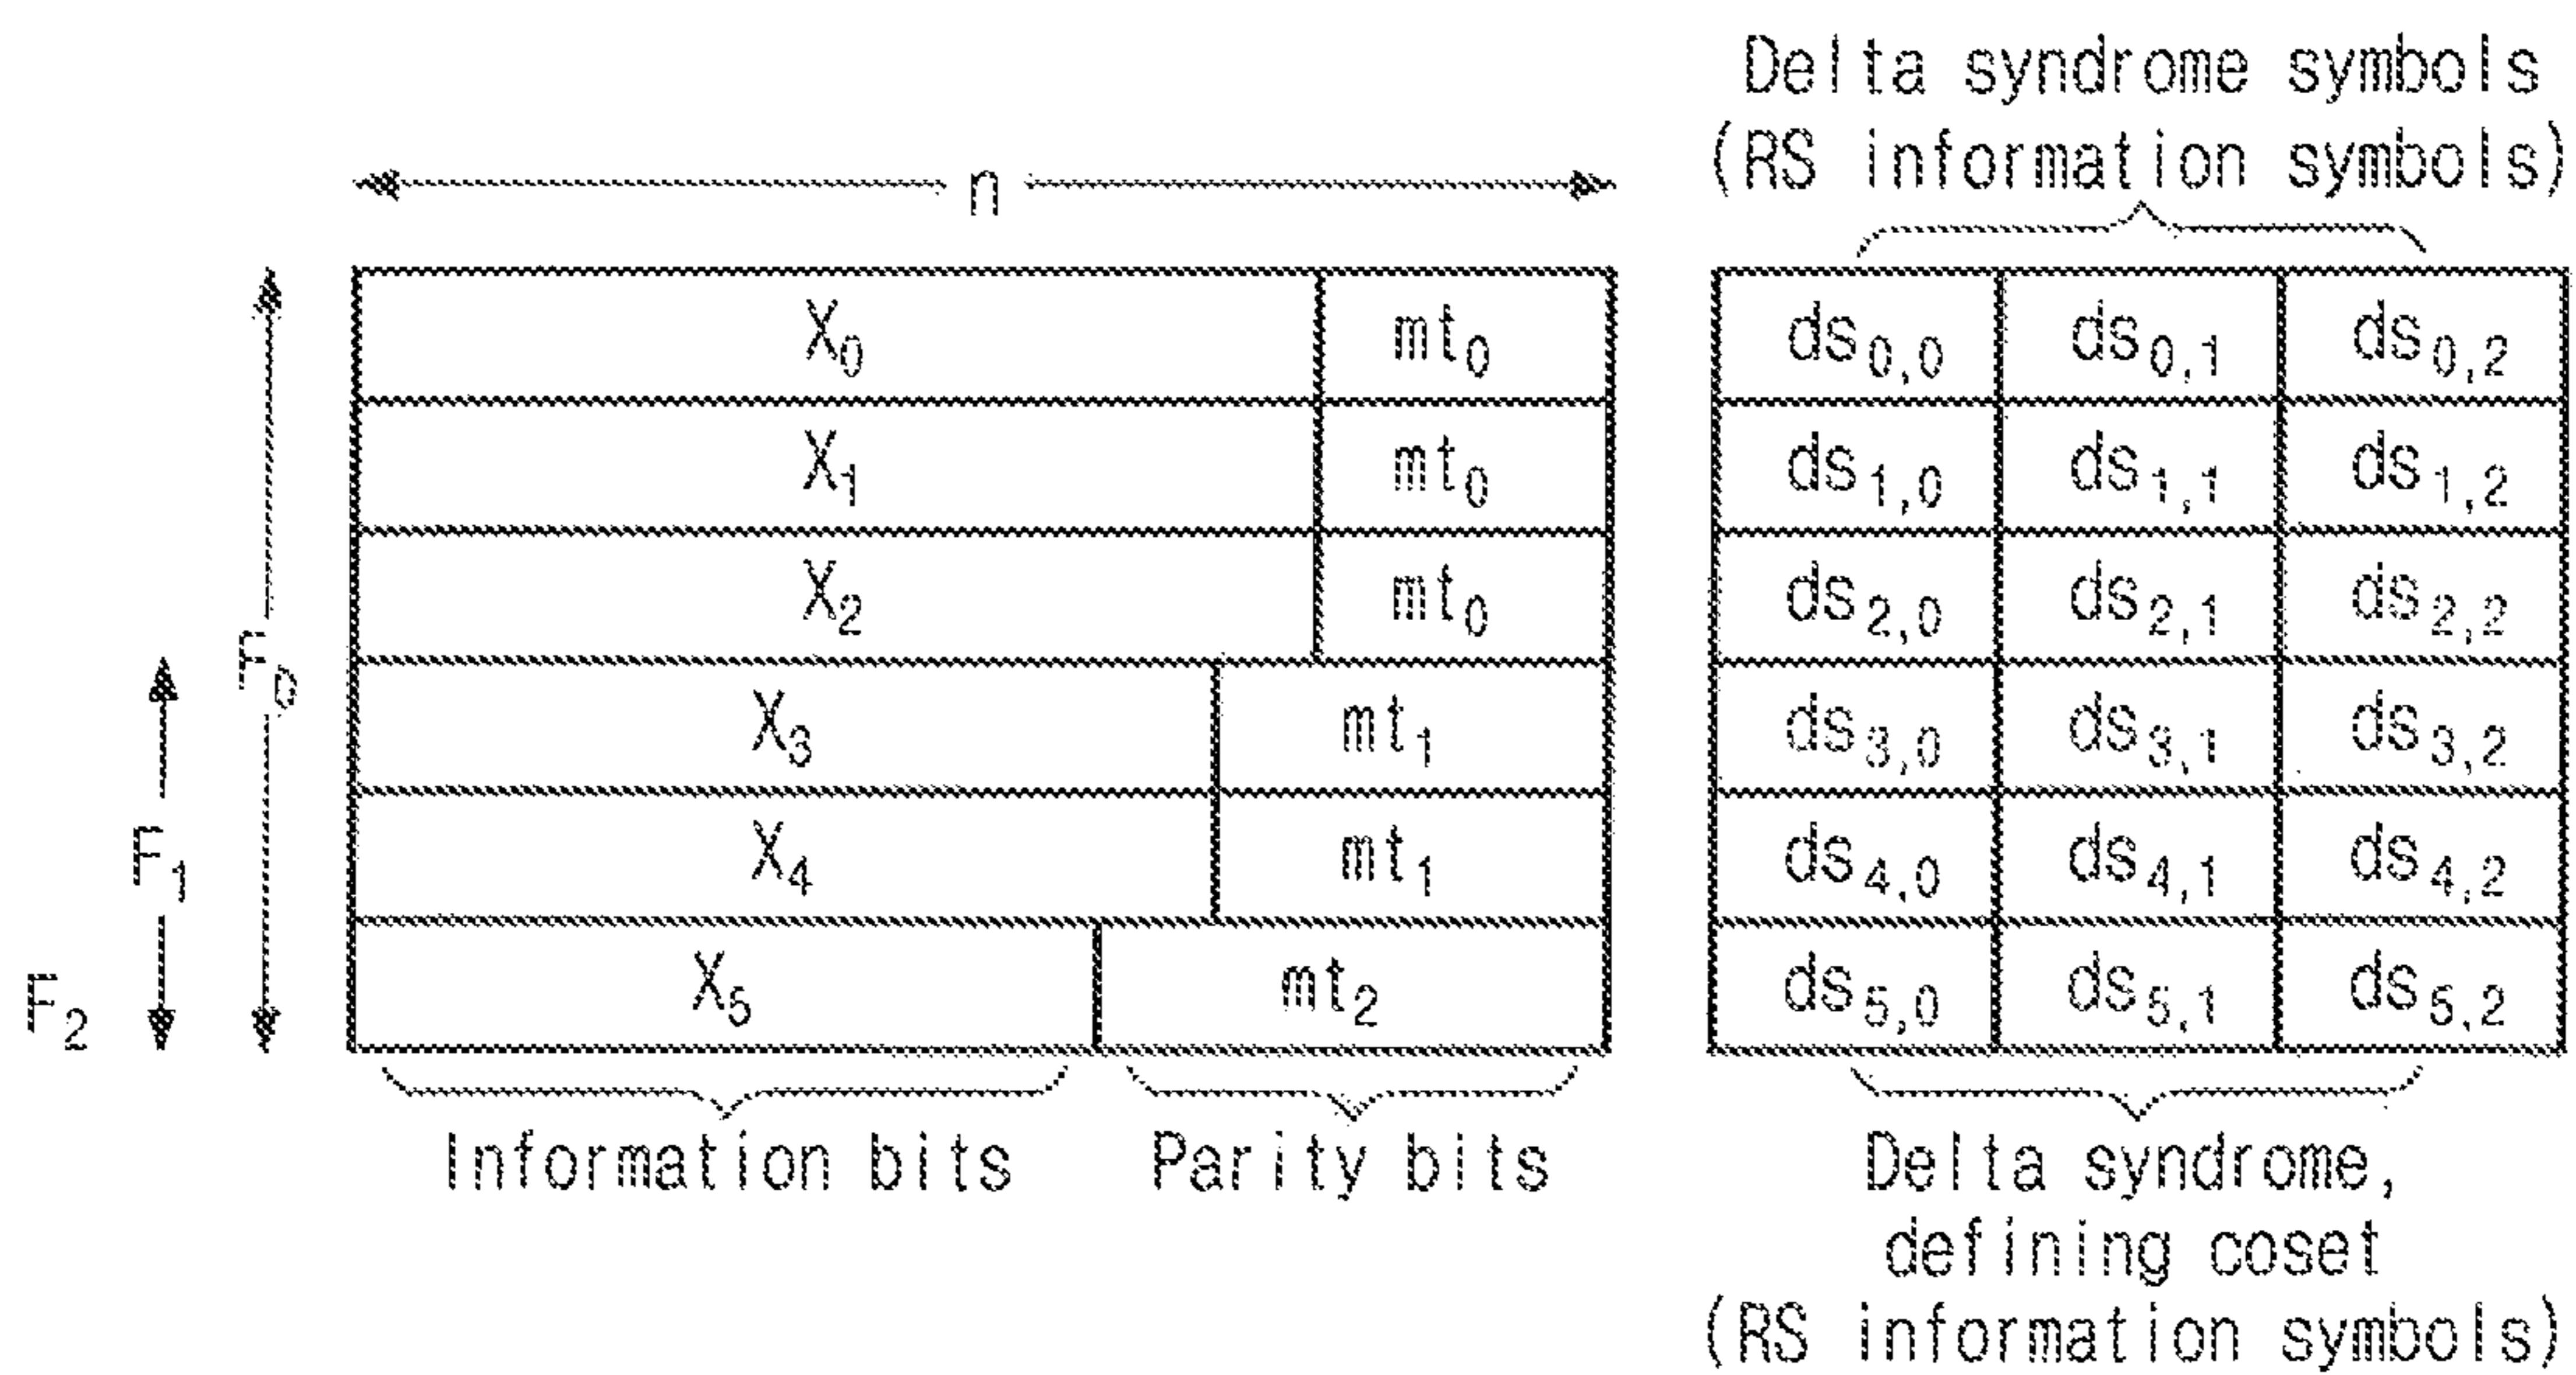 Delta syndrome symbols
(RS information symbols)
n
X0 mt0 ds0,0 ds0,1 ds0,2
X1 mt0 ds1,0 ds1,1 ds1,2
X2 mt0 ds2,0 ds2,1 ds2,2
F0
X3 mt1 ds3,0 ds3,1 ds3,2
F1 X4 mt1 ds4,0 ds4,1 ds4,2
F2 X5 mt2 ds5,0 ds5,1 ds5,2
Information bits
Parity bits
Delta syndrome,
defining coset
(RS information symbols)